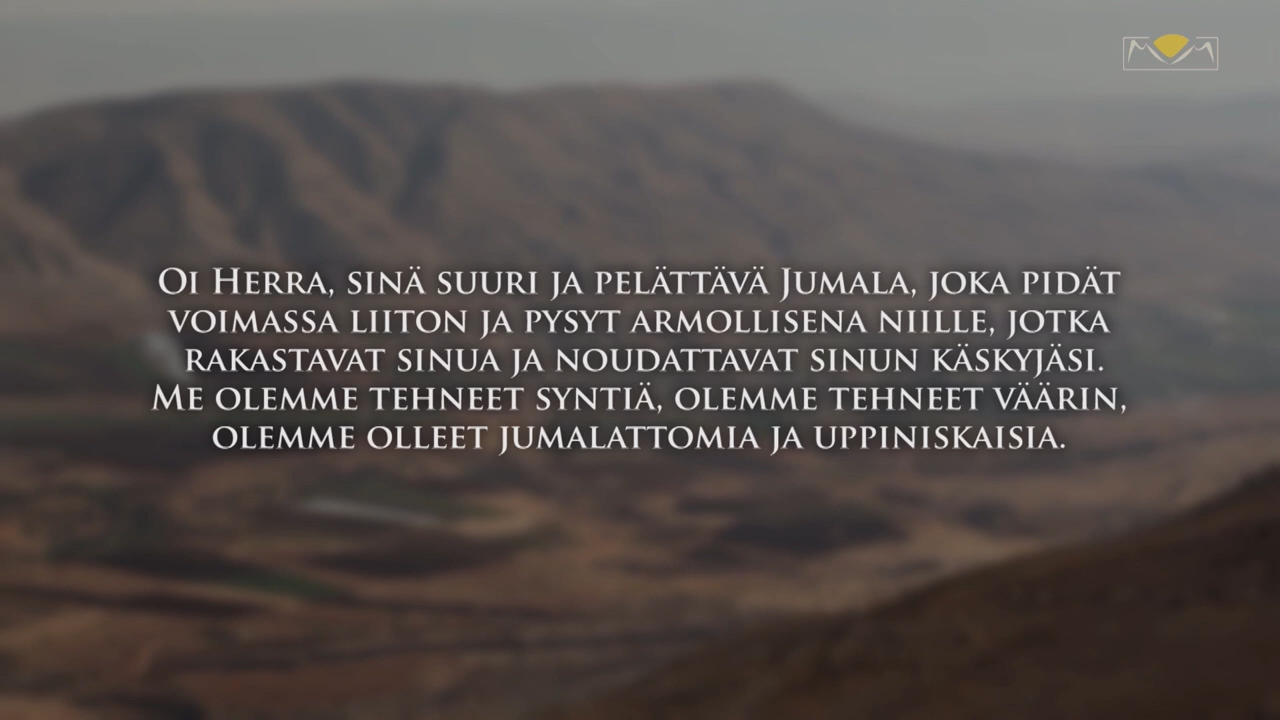 Oi Herra, sinä suuri ja pelättävä Jumala, joka pidät
voimassa liiton ja pysyt armollisena niille, jotka
rakastavat sinua ja noudattavat sinun käskyjäsi.
Me olemme tehneet syntiä, olemme tehneet väärin,
olemme olleet jumalattomia ja uppiniskaisia.